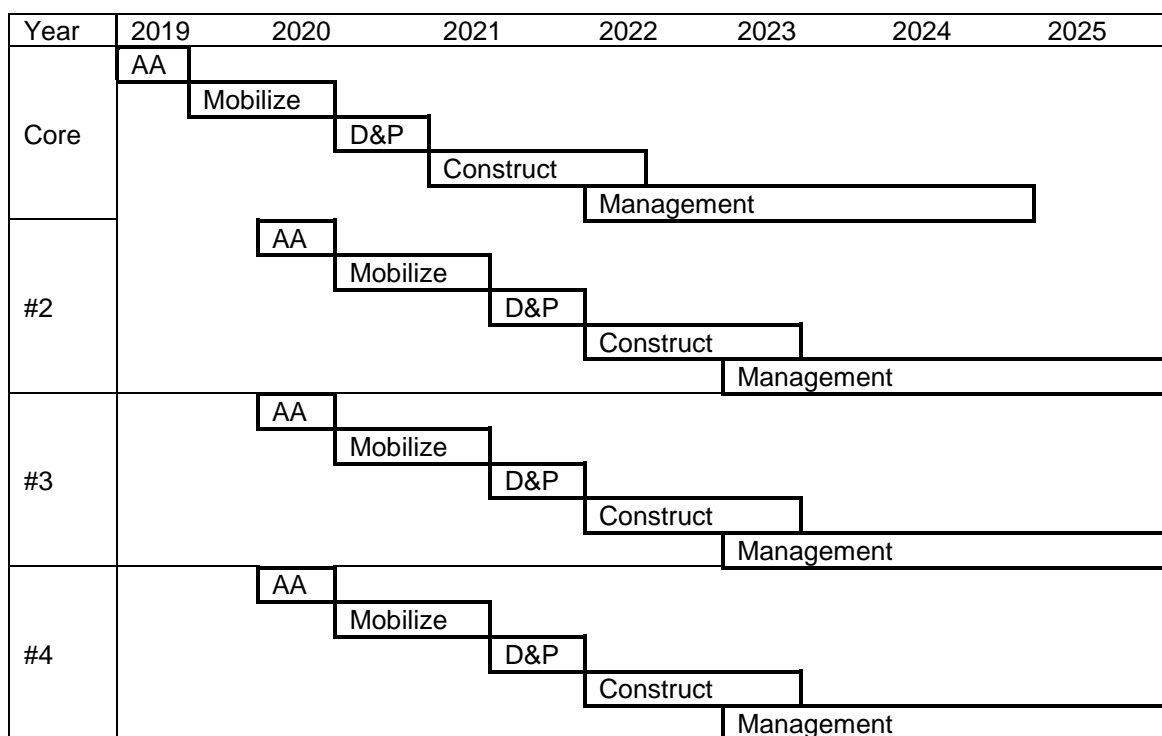 Year 2019 2020 2021 2022 2023 2024 2025
AA
Mobilize
Core
D&P
Construct
Management
AA
Mobilize
#2
D&P
Construct
Management
AA
Mobilize
#3
D&P
Construct
Management
AA
Mobilize
#4
D&P
Construct
Management